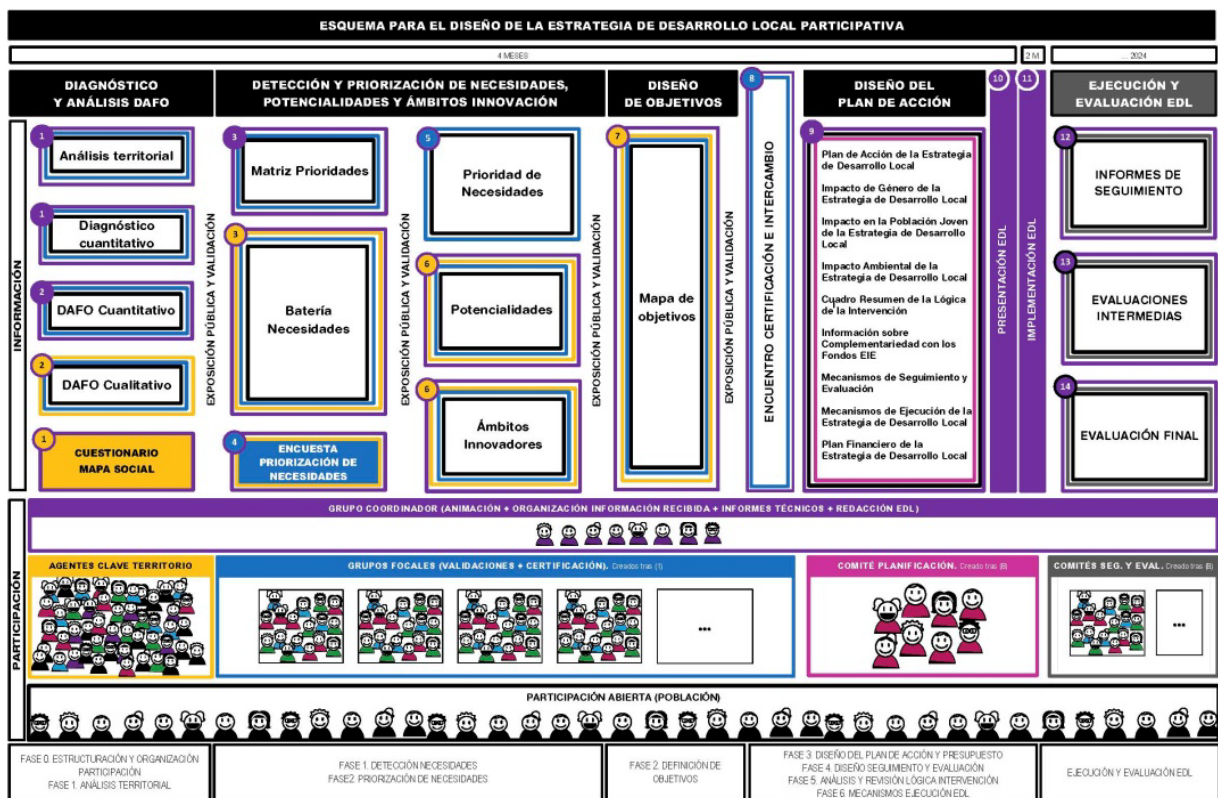 ESQUEMA PARA EL DISEÑO DE LA ESTRATEGIA DE DESARROLLO LOCAL PARTICIPATIVA
4 MESES
2 M.
... 2024
DIAGNÓSTICO
Y ANÁLISIS DAFO
DETECCIÓN Y PRIORIZACIÓN DE NECESIDADES,
POTENCIALIDADES Y ÁMBITOS INNOVACIÓN
DISEÑO
DE OBJETIVOS
8
ENCUENTRO CERTIFICACIÓN E INTERCAMBIO
DISEÑO DEL
PLAN DE ACCIÓN
10
PRESENTACIÓN EDL
11
IMPLEMENTACIÓN EDL
EJECUCIÓN Y
EVALUACIÓN EDL
INFORMACIÓN
1
Análisis territorial
1
Diagnóstico
cuantitativo
2
DAFO Cuantitativo
2
DAFO Cualitativo
1
CUESTIONARIO
MAPA SOCIAL
EXPOSICIÓN PÚBLICA Y VALIDACIÓN
3
Matriz Prioridades
3
Batería
Necesidades
4
ENCUESTA
PRIORIZACIÓN DE
NECESIDADES
EXPOSICIÓN PÚBLICA Y VALIDACIÓN
5
Prioridad de
Necesidades
6
Potencialidades
6
Ámbitos
Innovadores
EXPOSICIÓN PÚBLICA Y VALIDACIÓN
7
Mapa de
objetivos
EXPOSICIÓN PÚBLICA Y VALIDACIÓN
9
Plan de Acción de la Estrategia
de Desarrollo Local
Impacto de Género de la
Estrategia de Desarrollo Local
Impacto en la Población Joven
de la Estrategia de Desarrollo
Local
Impacto Ambiental de la
Estrategia de Desarrollo Local
Cuadro Resumen de la Lógica
de la Intervención
Información sobre
Complementariedad con los
Fondos EIE
Mecanismos de Seguimiento y
Evaluación
Mecanismos de Ejecución de la
Estrategia de Desarrollo Local
Plan Financiero de la
Estrategia de Desarrollo Local
12
INFORMES DE
SEGUIMIENTO
13
EVALUACIONES
INTERMEDIAS
14
EVALUACIÓN FINAL
PARTICIPACIÓN
GRUPO COORDINADOR (ANIMACIÓN + ORGANIZACIÓN INFORMACIÓN RECIBIDA + INFORMES TÉCNICOS + REDACCIÓN EDL)
AGENTES CLAVE TERRITORIO
GRUPOS FOCALES (VALIDACIONES + CERTIFICACIÓN). Creados tras (1)
...
COMITÉ PLANIFICACIÓN. Creado tras
COMITÉS SEG. Y EVAL. Creado tras
...
PARTICIPACIÓN ABIERTA (POBLACIÓN)
FASE 0. ESTRUCTURACIÓN Y ORGANIZACIÓN
PARTICIPACIÓN
FASE 1. ANÁLISIS TERRITORIAL
FASE 1. DETECCIÓN NECESIDADES
FASE2. PRIORIZACIÓN DE NECESIDADES
FASE 2. DEFINICIÓN DE
OBJETIVOS
FASE 3. DISEÑO DEL PLAN DE ACCIÓN Y PRESUPUESTO
FASE 4. DISEÑO SEGUIMIENTO Y EVALUACIÓN
FASE 5. ANÁLISIS Y REVISIÓN LÓGICA INTERVENCIÓN
FASE 6. MECANISMOS EJECUCIÓN EDL
EJECUCIÓN Y EVALUACIÓN EDL